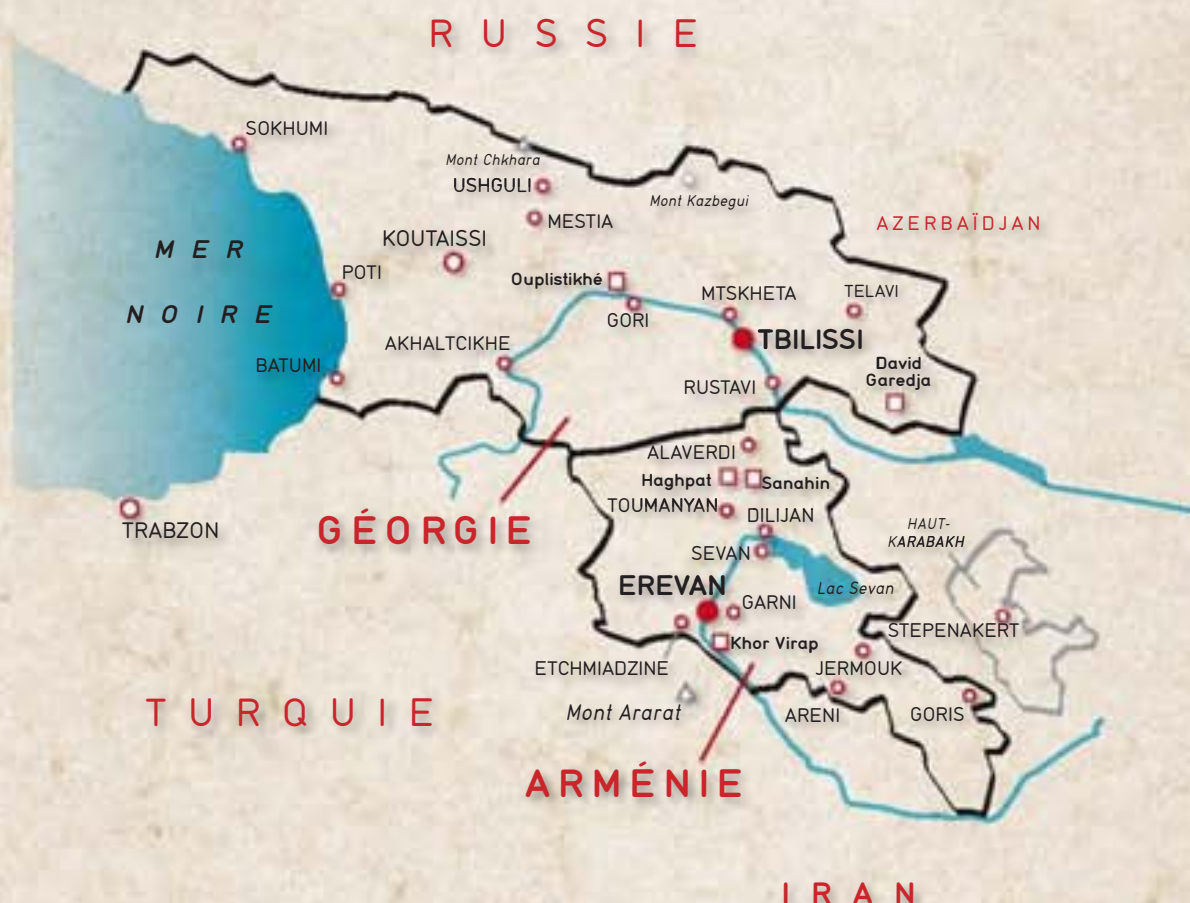 RUSSIE
SOKHUMI
Mont Chkhara
USHGULI
Mont Kazbegui
MESTIA
AZERBAÏDJAN
KOUTAISSI
MER
NOIRE
POTI
Ouplistikhé
GORI
MTSKHETA
TELAVI
AKHALTCIKHE
TBILISSI
BATUMI
RUSTAVI
David
Garedja
ALAVERDI
Haghpat
Sanahin
TOUMANYAN
DILIJAN
TRABZON
GÉORGIE
SEVAN
HAUT-
KARABAKH
EREVAN
Lac Sevan
GARNI
STEPENAKERT
Khor Virap
ETCHMIADZINE
JERMOUK
TURQUIE
Mont Ararat
ARENI
GORIS
ARMÉNIE
IRAN